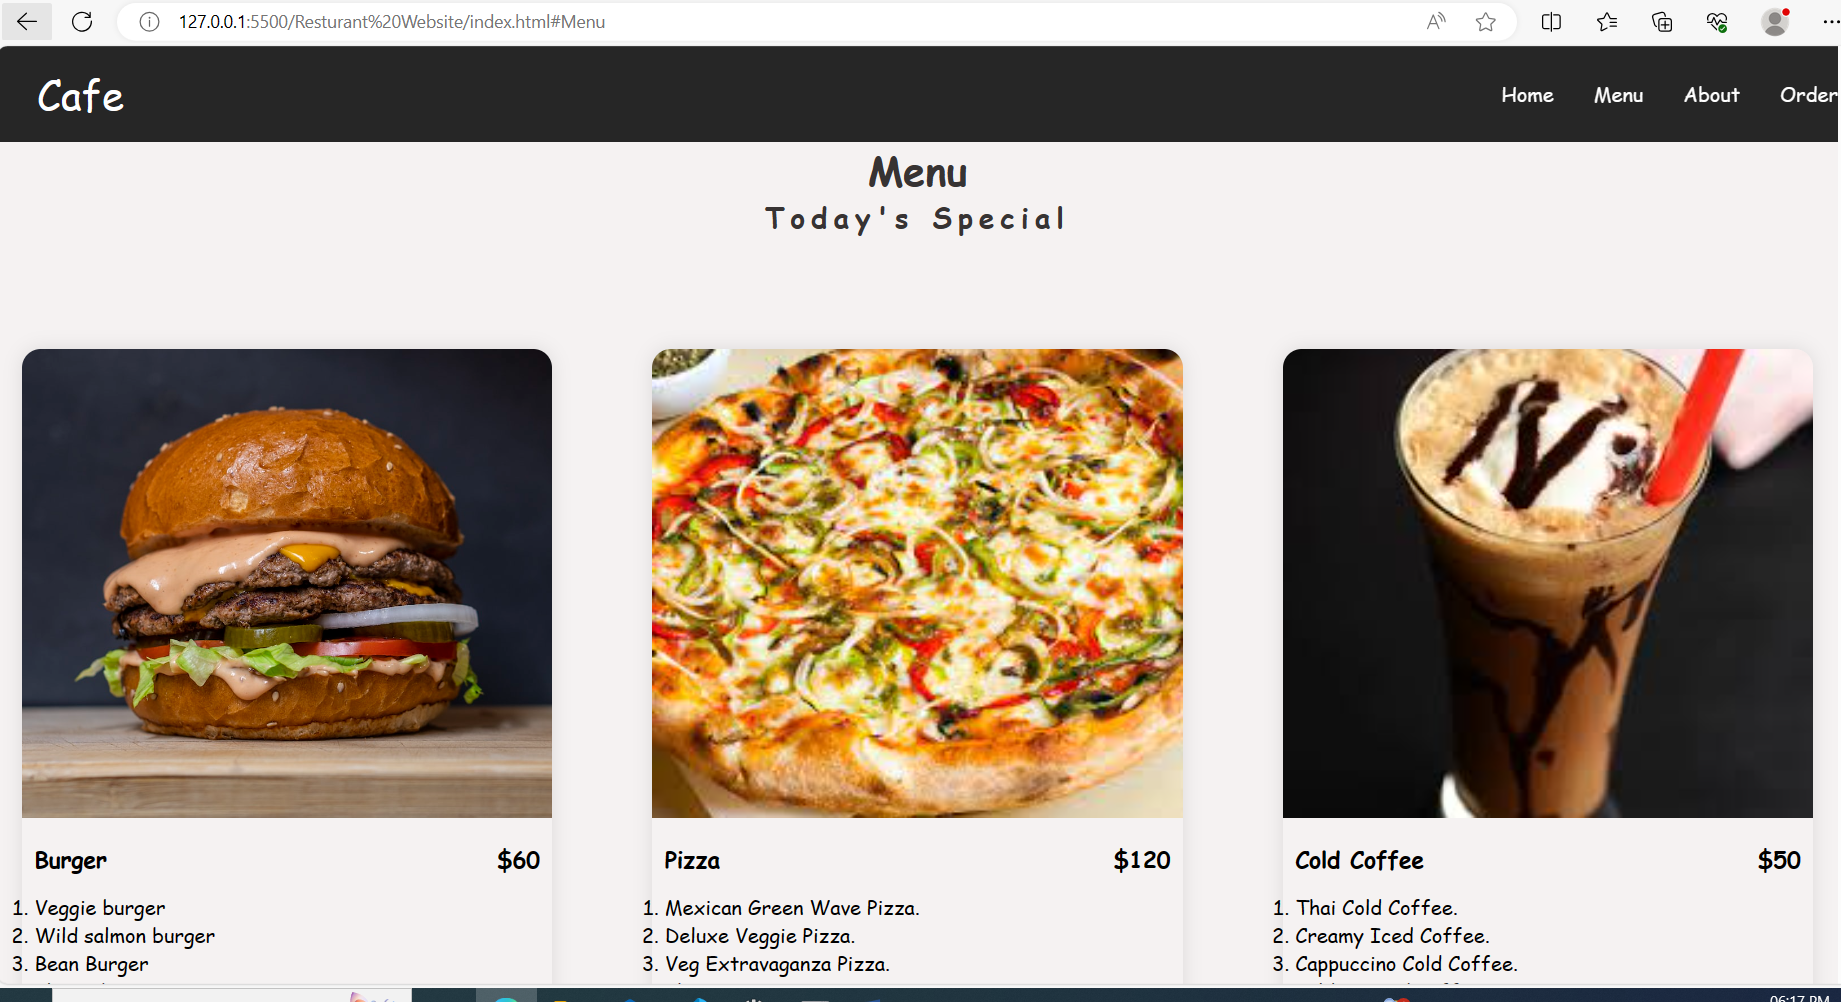 127.0.0.1:5500/Resturant%20Website/index.html#Menu
Cafe
Home Menu About Order
Menu
Today's Special
Burger $60
1. Veggie burger
2. Wild salmon burger
3. Bean Burger
Pizza $120
1. Mexican Green Wave Pizza.
2. Deluxe Veggie Pizza.
3. Veg Extravaganza Pizza.
Cold Coffee $50
1. Thai Cold Coffee.
2. Creamy Iced Coffee.
3. Cappuccino Cold Coffee.
06:17 PM